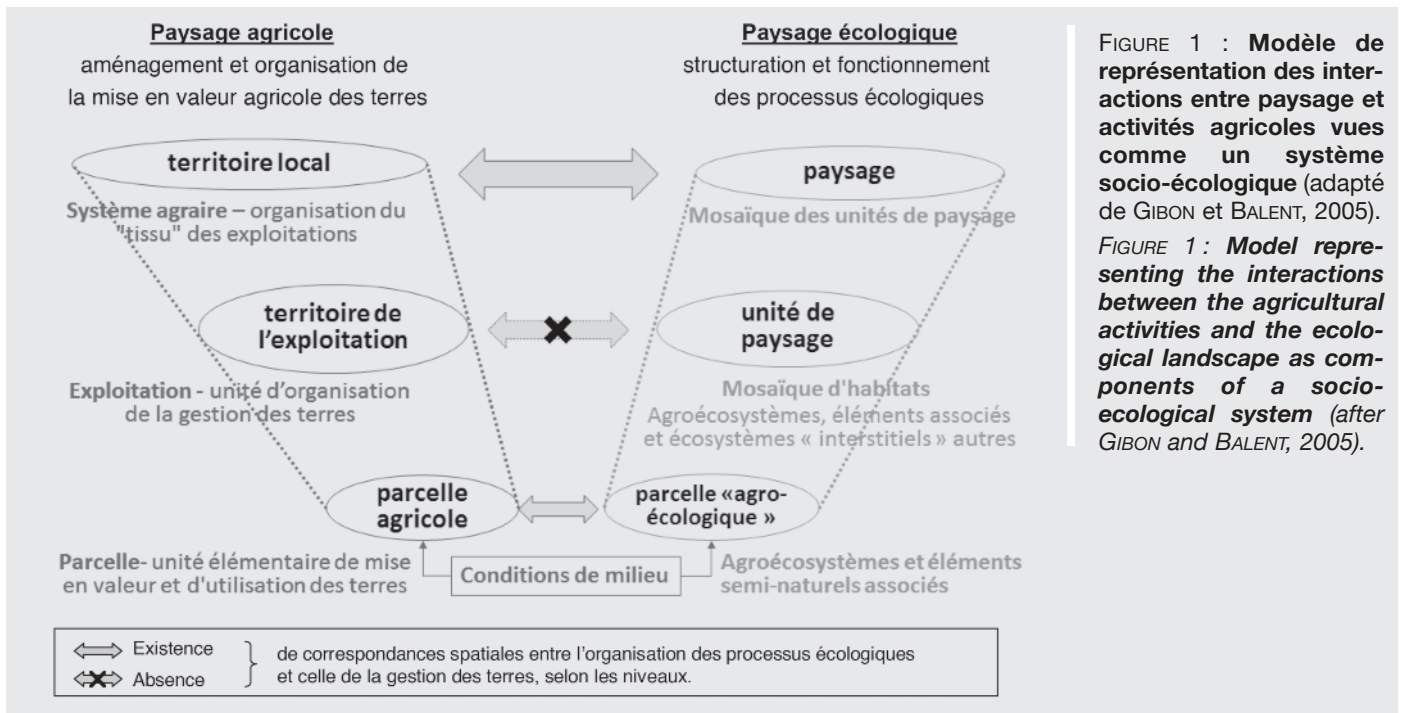 Paysage agricole
aménagement et organisation de
la mise en valeur agricole des terres
Paysage écologique
structuration et fonctionnement
des processus écologiques
territoire local
paysage
Système agraire – organisation du
"tissu" des exploitations
Mosaïque des unités de paysage
territoire de
l'exploitation
unité de
paysage
Exploitation - unité d'organisation
de la gestion des terres
Mosaïque d'habitats
Agroécosystèmes, éléments associés
et écosystèmes « interstitiels » autres
parcelle
agricole
parcelle «agro-
écologique »
Parcelle- unité élémentaire de mise
en valeur et d'utilisation des terres
Conditions de milieu
Agroécosystèmes et éléments
semi-naturels associés
Existence
Absence
de correspondances spatiales entre l'organisation des processus écologiques
et celle de la gestion des terres, selon les niveaux.
FIGURE 1 : Modèle de
représentation des inter-
actions entre paysage et
activités agricoles vues
comme un système
socio-écologique (adapté
de GIBON et BALENT, 2005).
FIGURE 1 : Model repre-
senting the interactions
between the agricultural
activities and the ecolo-
gical landscape as com-
ponents of a socio-
ecological system (after
GIBON and BALENT, 2005).